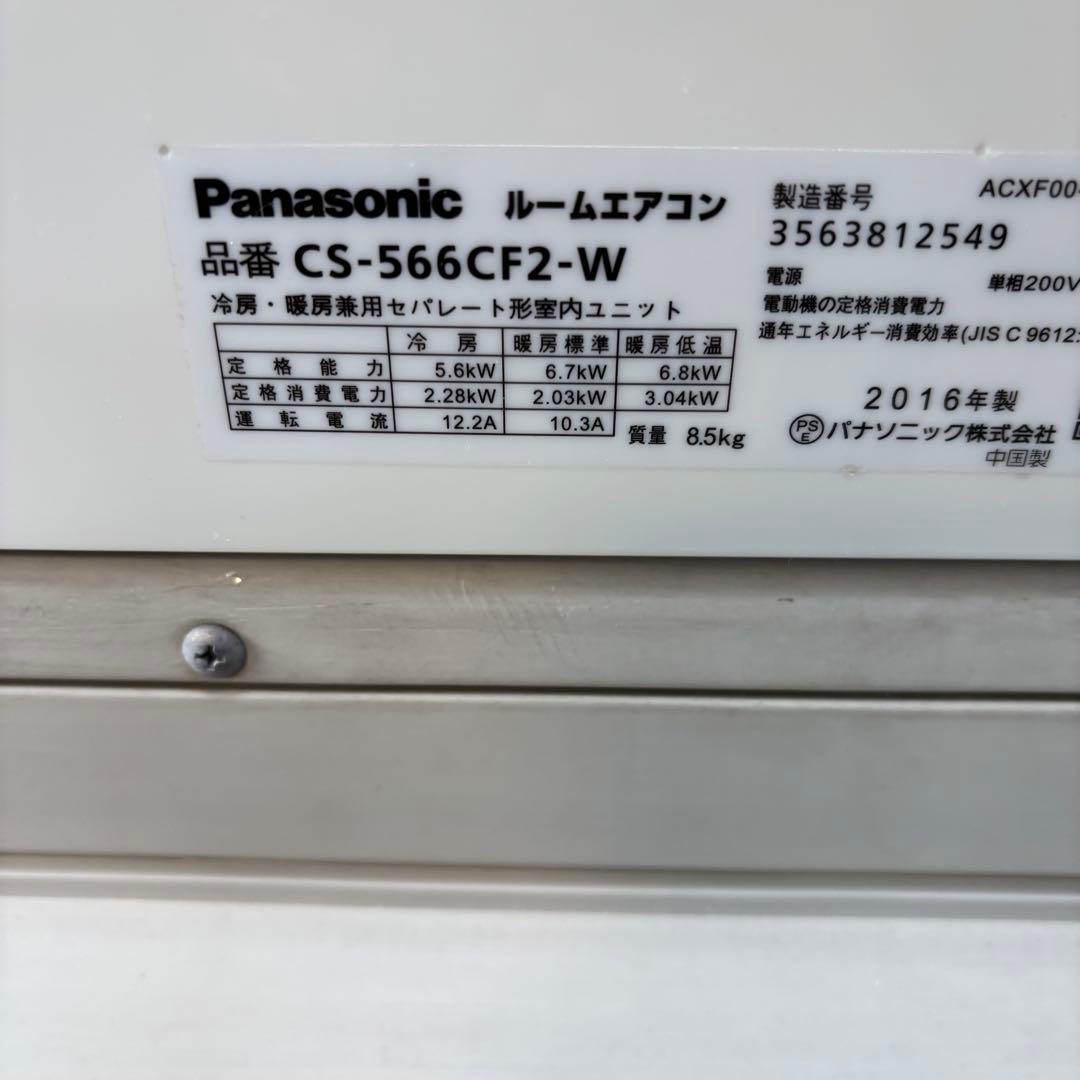 Panasonic ルームエアコン
品番 CS-566CF2-W
冷房・暖房兼用セパレート形室内ユニット
冷房 暖房標準 暖房低温
定格能力 5.6kW 6.7kW 6.8kW
定格消費電力 2.28kW 2.03kW 3.04kW
運転電流 12.2A 10.3A
質量 8.5kg
製造番号 ACXF00-
3563812549
電源 単相200V
電動機の定格消費電力
通年エネルギー消費効率(JIS C 9612:
2016年製
PSE パナソニック株式会社
中国製